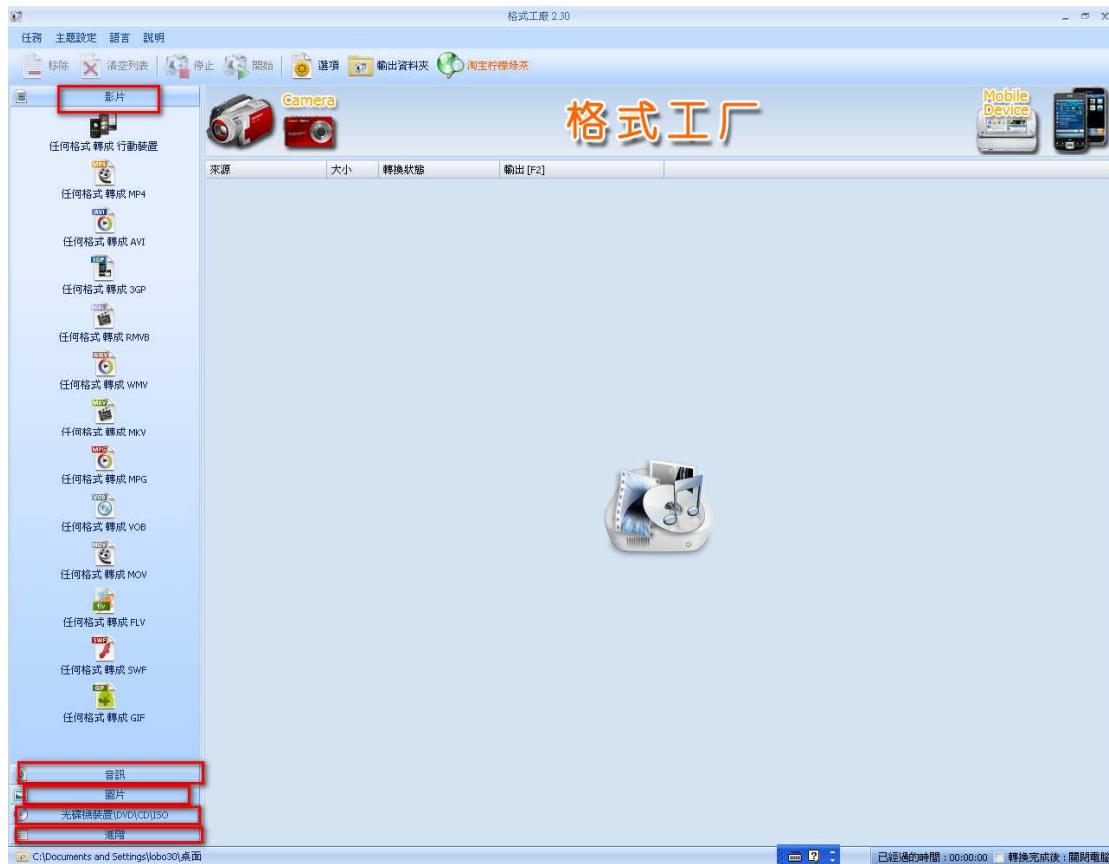 格式工廠 2.30
任務 主題設定 語言 說明
移除 清空列表 停止 開始 選項 輸出資料夾 淘宝柠檬绿茶
影片
任何格式 轉成 行動裝置
任何格式 轉成 MP4
任何格式 轉成 AVI
任何格式 轉成 3GP
任何格式 轉成 RMVB
任何格式 轉成 WMV
任何格式 轉成 MKV
任何格式 轉成 MPG
任何格式 轉成 VOB
任何格式 轉成 MOV
任何格式 轉成 FLV
任何格式 轉成 SWF
任何格式 轉成 GIF
音訊
圖片
光碟機裝置\DVD\CD\ISO
進階
Camera
格式工厂
Mobile
Device
來源 大小 轉換狀態 輸出 [F2]
C:\Documents and Settings\lobo30\桌面
已經過的時間 : 00:00:00 轉換完成後 : 關閉電腦